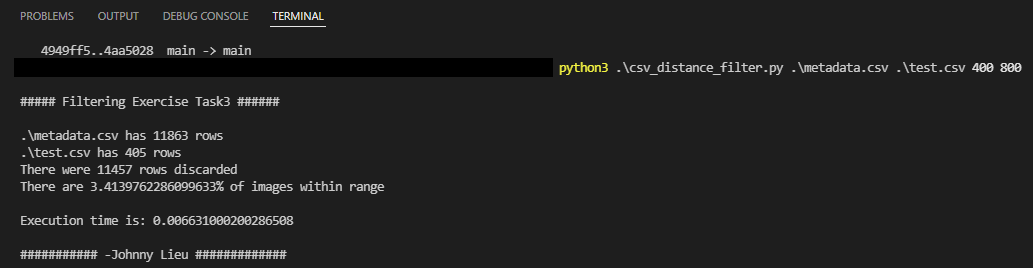 PROBLEMS OUTPUT DEBUG CONSOLE TERMINAL
4949ff5..4aa5028 main -> main
python3 .\csv_distance_filter.py .\metadata.csv .\test.csv 400 800
##### Filtering Exercise Task3 ######
.\metadata.csv has 11863 rows
.\test.csv has 405 rows
There were 11457 rows discarded
There are 3.4139762286099633% of images within range
Execution time is: 0.006631000200286508
########### -Johnny Lieu #############